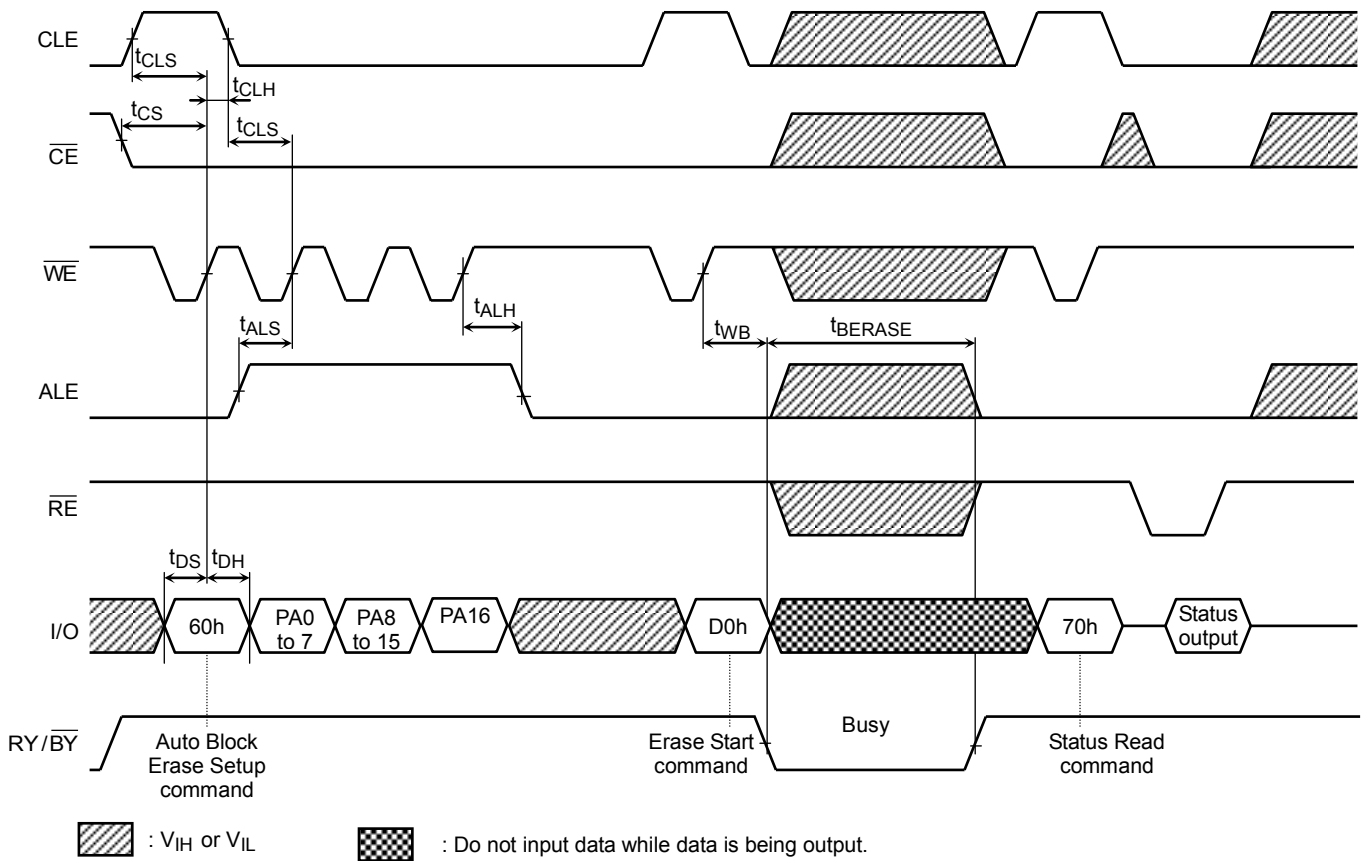 CLE
tCLS
tCLH
tCS
tCLS
CE
WE
tALS
tALH
tWB
tBERASE
ALE
RE
tDS
tDH
I/O
60h
PA0
to 7
PA8
to 15
PA16
D0h
70h
Status
output
RY/BY
Busy
Auto Block
Erase Setup
command
Erase Start
command
Status Read
command
: VIH or VIL
: Do not input data while data is being output.